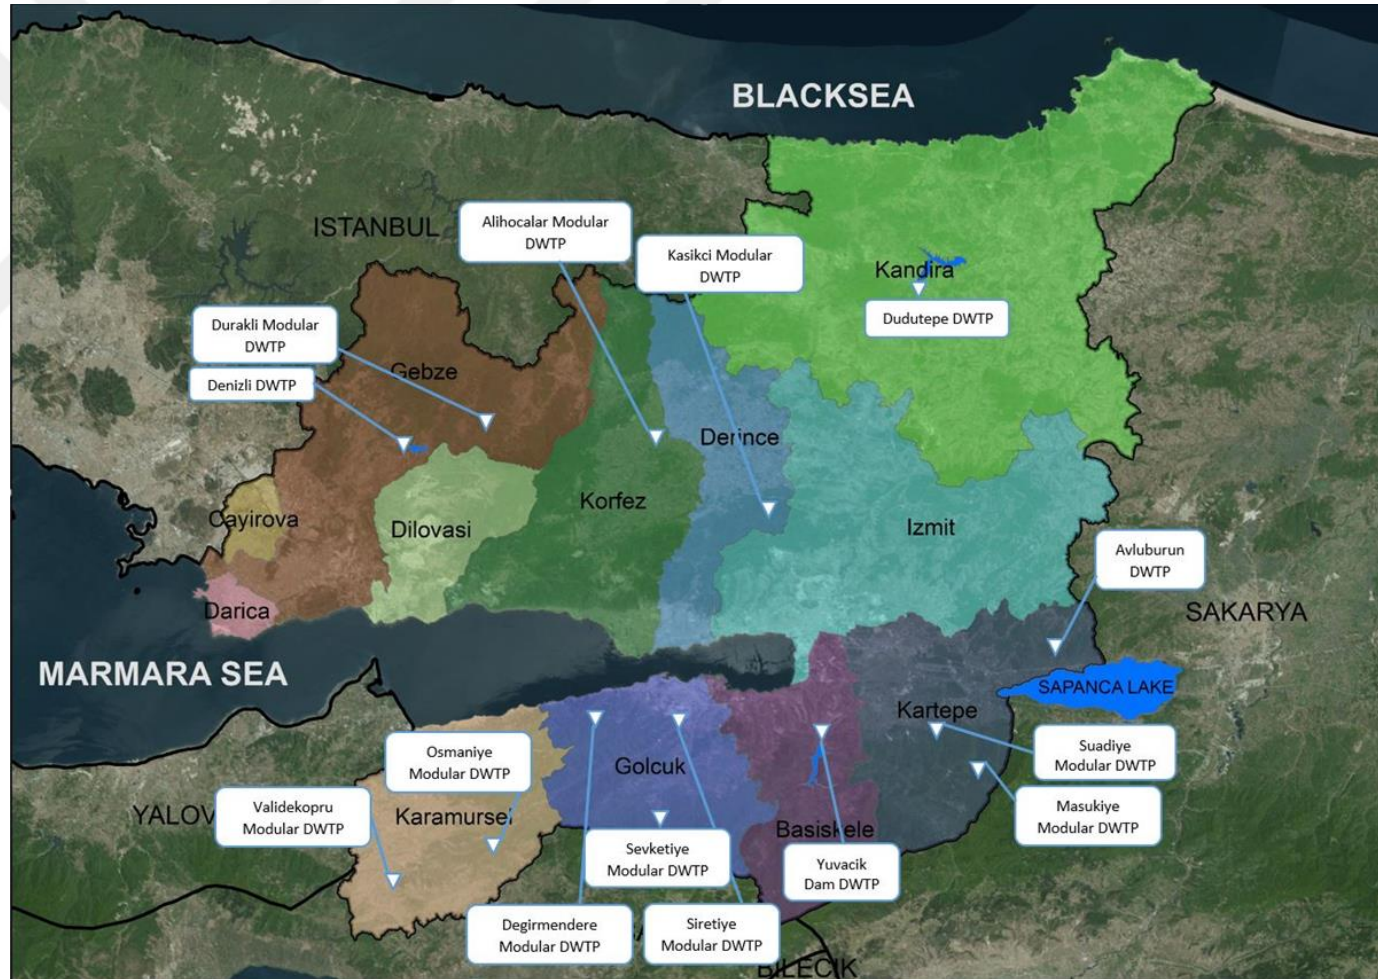 BLACKSEA
ISTANBUL
Alihocalar Modular
DWTP
Kasikci Modular
DWTP
Kandira
Dudutepe DWTP
Durakli Modular
DWTP
Gebze
Denizli DWTP
Derince
Korfez
Cayirova
Dilovasi
Izmit
Avluburun
DWTP
Darica
SAKARYA
MARMARA SEA
SAPANCA LAKE
Kartepe
Osmaniye
Modular DWTP
Suadiye
Modular DWTP
Golcuk
YALOV
Validekopru
Modular DWTP
Karamursel
Masukiye
Modular DWTP
Basiskele
Sevketiye
Modular DWTP
Yuvacik
Dam DWTP
Degirmendere
Modular DWTP
Siretiye
Modular DWTP
BILECIK